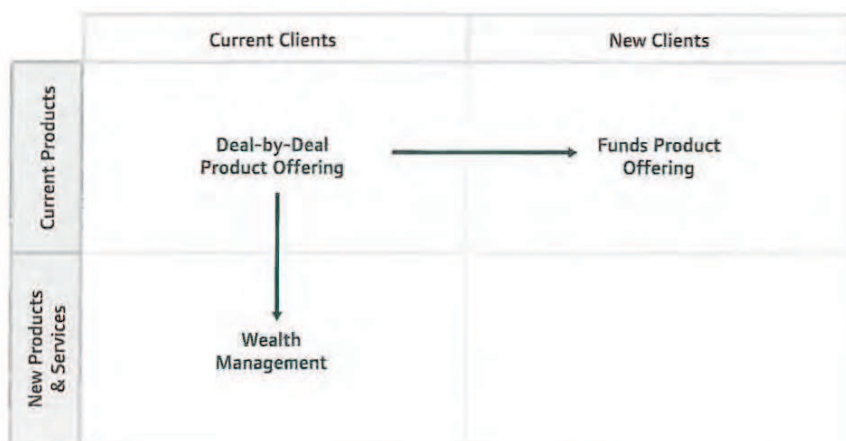 Current Clients
New Clients
Current Products
Deal-by-Deal
Product Offering
Funds Product
Offering
New Products
& Services
Wealth
Management